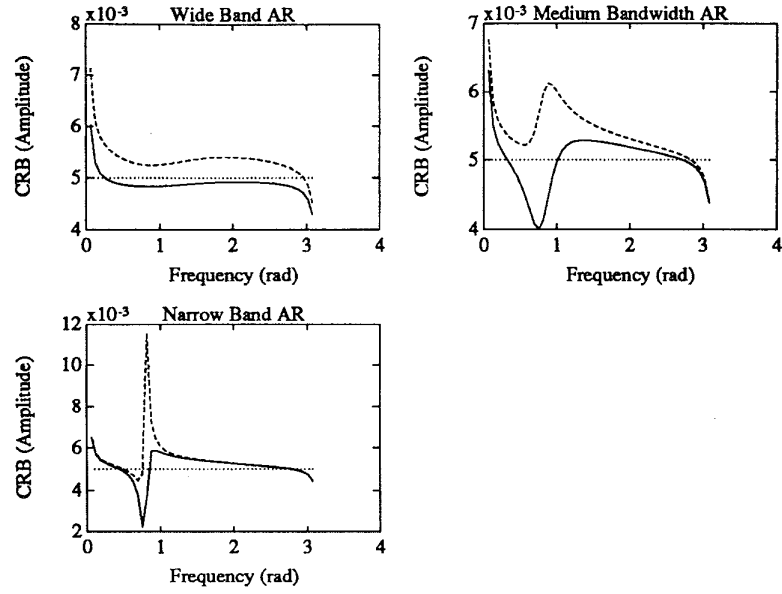 x10-3 Wide Band AR
8
7
6
5
4
0 1 2 3 4
CRB (Amplitude)
Frequency (rad)
x10-3 Medium Bandwidth AR
7
6
5
4
0 1 2 3 4
CRB (Amplitude)
Frequency (rad)
x10-3 Narrow Band AR
12
10
8
6
4
2
0 1 2 3 4
CRB (Amplitude)
Frequency (rad)